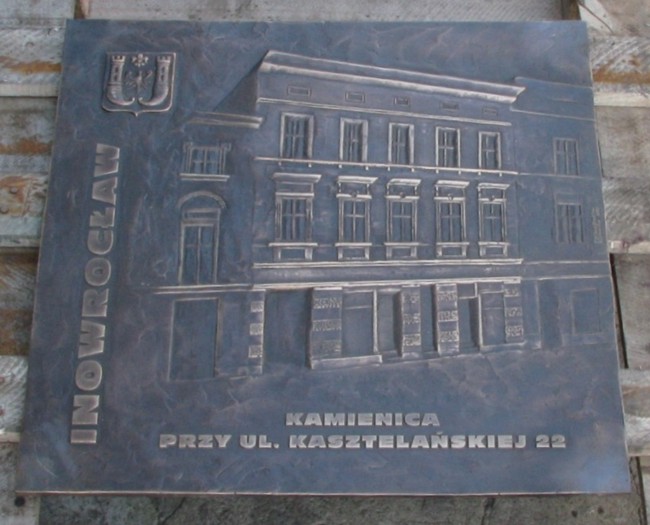 INOWROCŁAW
KAMIENICA
PRZY UL. KASZTELAŃSKIEJ 22